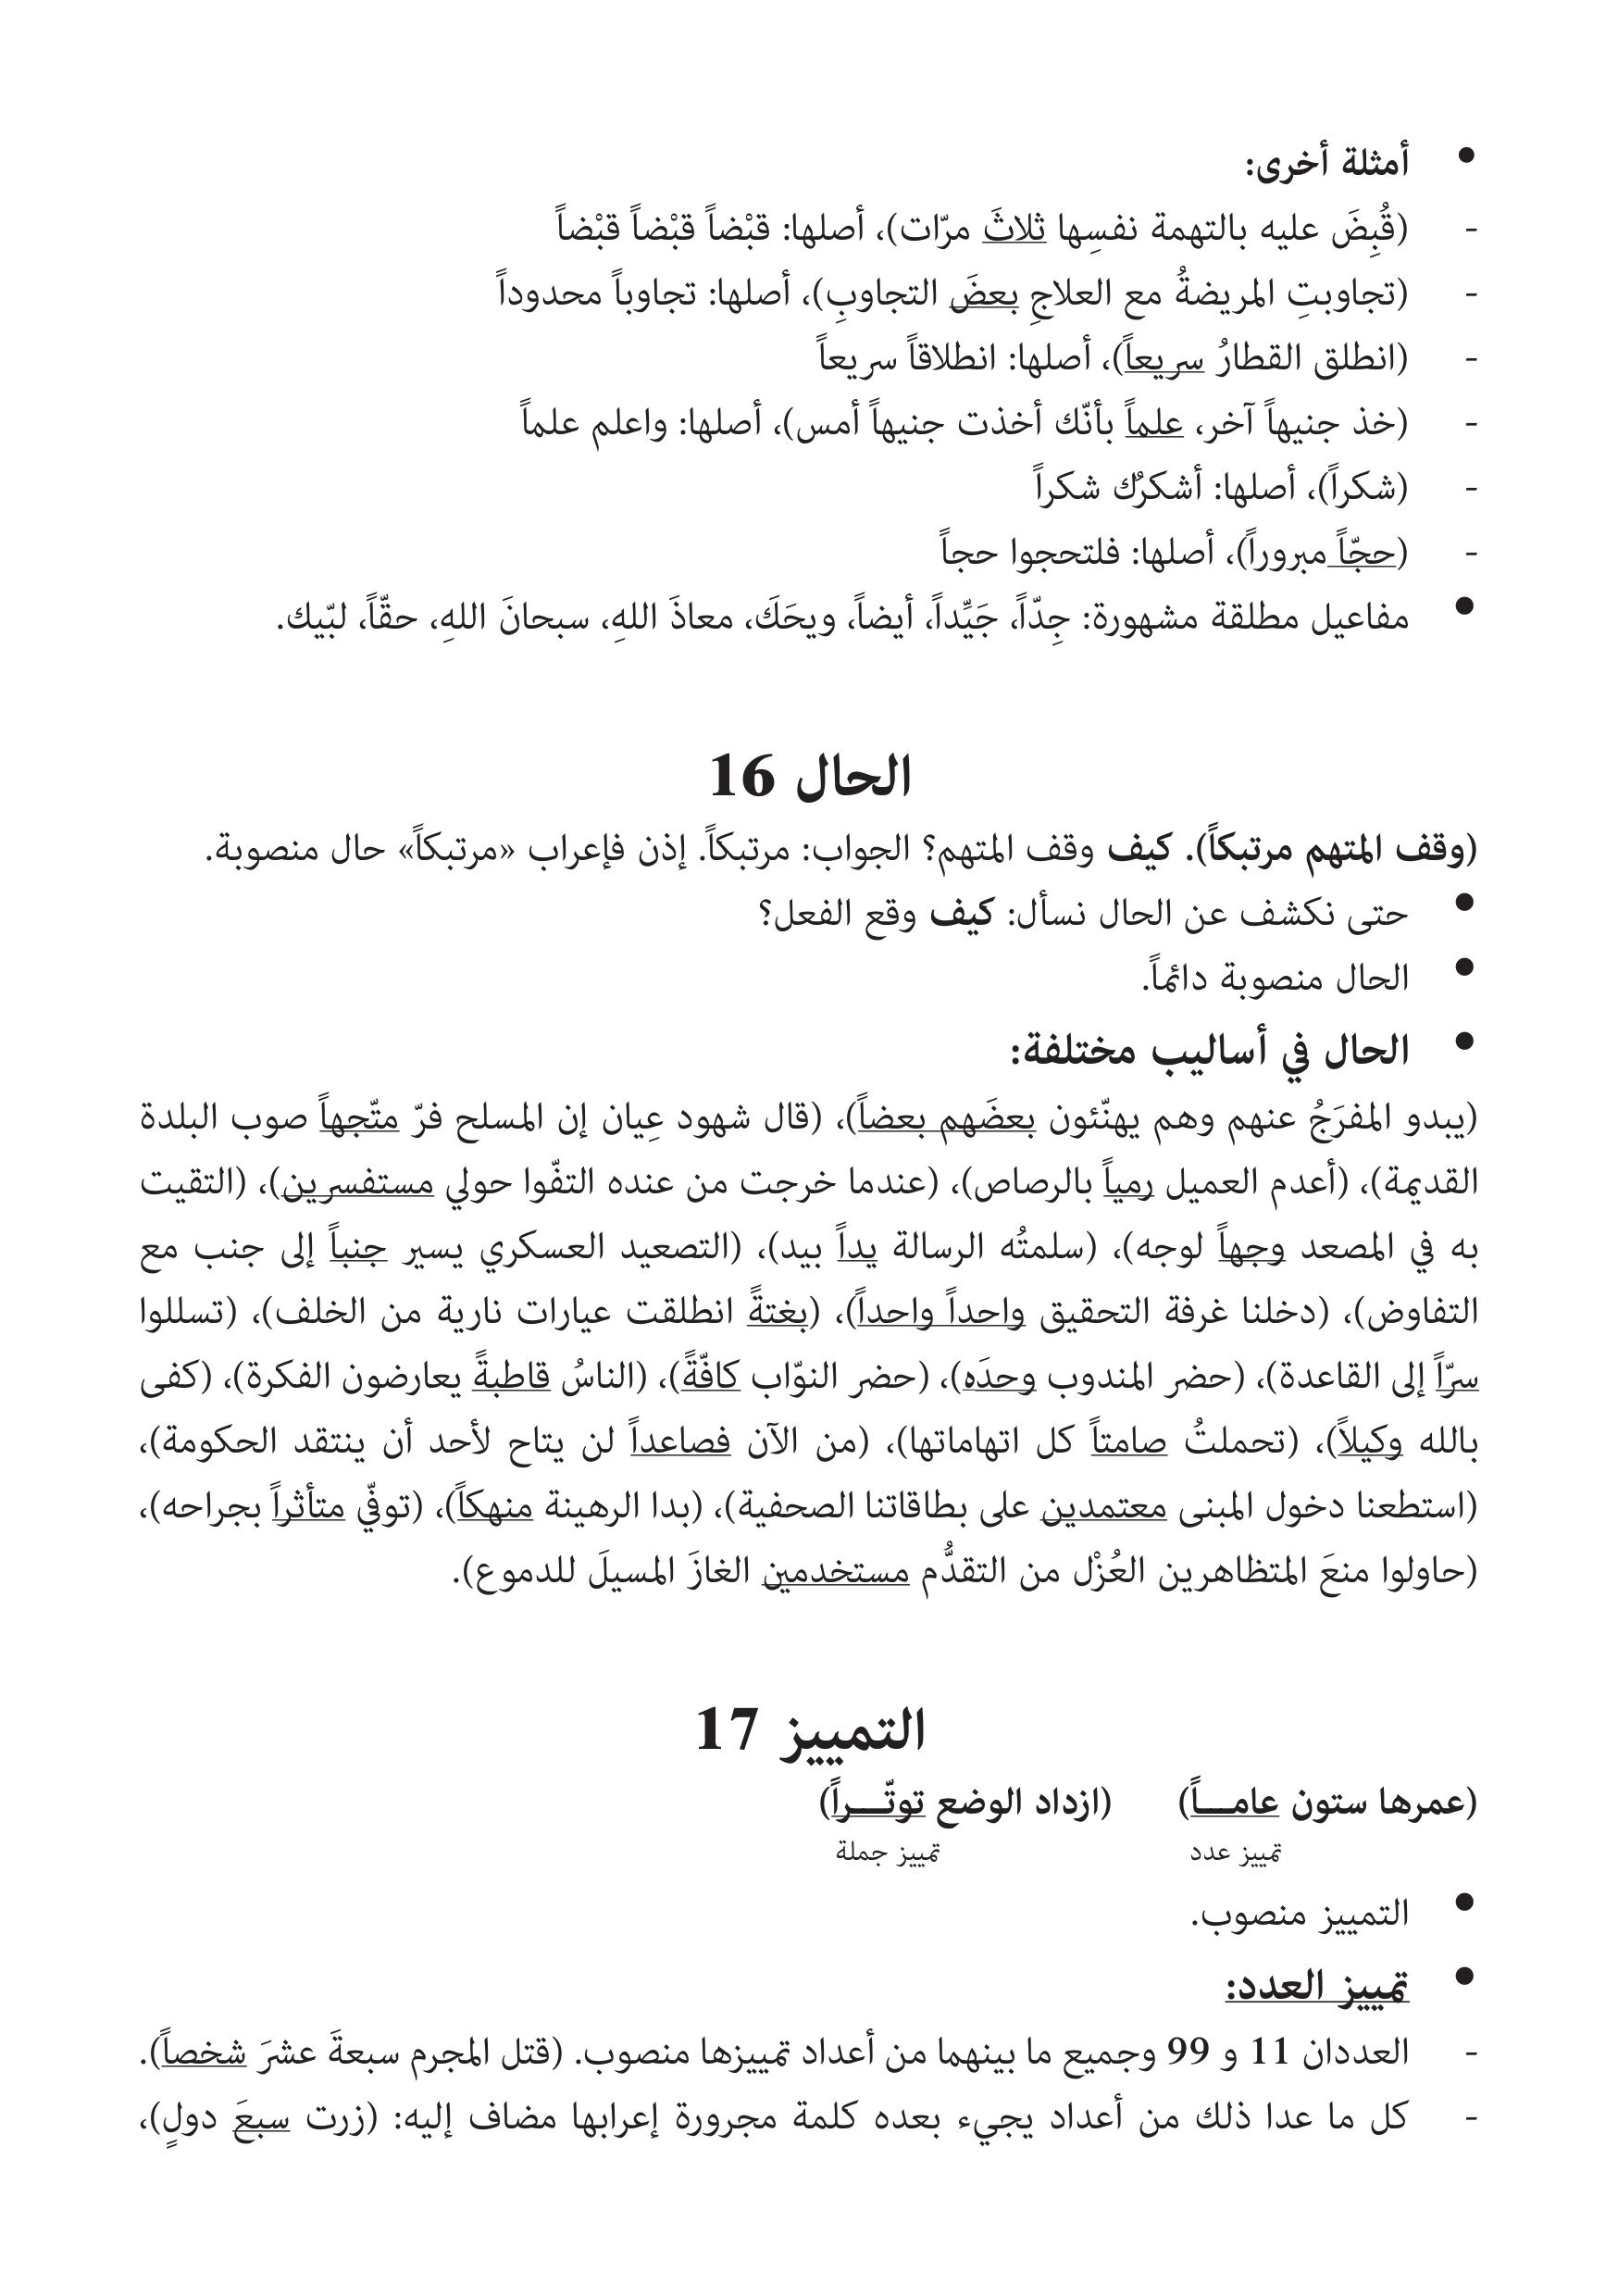 • أمثلة أخرى:
- (قُبِضَ عليه بالتهمة نفسِها ثلاثَ مرّات)، أصلها: قبْضاً قبْضاً قبْضاً
- (تجاوبتِ المريضةُ مع العلاجِ بعضَ التجاوبِ)، أصلها: تجاوباً محدوداً
- (انطلق القطارُ سريعاً)، أصلها: انطلاقاً سريعاً
- (خذ جنيهاً آخر، علماً بأنّك أخذت جنيهاً أمس)، أصلها: واعلم علماً
- (شكراً)، أصلها: أشكرُك شكراً
- (حجّاً مبروراً)، أصلها: فلتحجوا حجاً
• مفاعيل مطلقة مشهورة: جِدّاً، جَيِّداً، أيضاً، ويحَكَ، معاذَ اللهِ، سبحانَ اللهِ، حقّاً، لبّيك.
الحال 16
(وقف المتهم مرتبكاً). كيف وقف المتهم؟ الجواب: مرتبكاً. إذن فإعراب «مرتبكاً» حال منصوبة.
• حتى نكشف عن الحال نسأل: كيف وقع الفعل؟
• الحال منصوبة دائماً.
• الحال في أساليب مختلفة:
(يبدو المفرَجُ عنهم وهم يهنّئون بعضَهم بعضاً)، (قال شهود عِيان إن المسلح فرّ متّجهاً صوب البلدة
القديمة)، (أعدم العميل رمياً بالرصاص)، (عندما خرجت من عنده التفّوا حولي مستفسرين)، (التقيت
به في المصعد وجهاً لوجه)، (سلمتُه الرسالة يداً بيد)، (التصعيد العسكري يسير جنباً إلى جنب مع
التفاوض)، (دخلنا غرفة التحقيق واحداً واحداً)، (بغتةً انطلقت عيارات نارية من الخلف)، (تسللوا
سرّاً إلى القاعدة)، (حضر المندوب وحدَه)، (حضر النوّاب كافّةً)، (الناسُ قاطبةً يعارضون الفكرة)، (كفى
بالله وكيلاً)، (تحملتُ صامتاً كل اتهاماتها)، (من الآن فصاعداً لن يتاح لأحد أن ينتقد الحكومة)،
(استطعنا دخول المبنى معتمدين على بطاقاتنا الصحفية)، (بدا الرهينة منهكاً)، (توفّي متأثراً بجراحه)،
(حاولوا منعَ المتظاهرين العُزْل من التقدُّم مستخدمين الغازَ المسيلَ للدموع).
التمييز 17
(عمرها ستون عامـــاً) (ازداد الوضع توتّـــراً)
تمييز عدد تمييز جملة
• التمييز منصوب.
• تمييز العدد:
- العددان 11 و 99 وجميع ما بينهما من أعداد تمييزها منصوب. (قتل المجرم سبعةَ عشرَ شخصاً).
- كل ما عدا ذلك من أعداد يجيء بعده كلمة مجرورة إعرابها مضاف إليه: (زرت سبعَ دولٍ)،